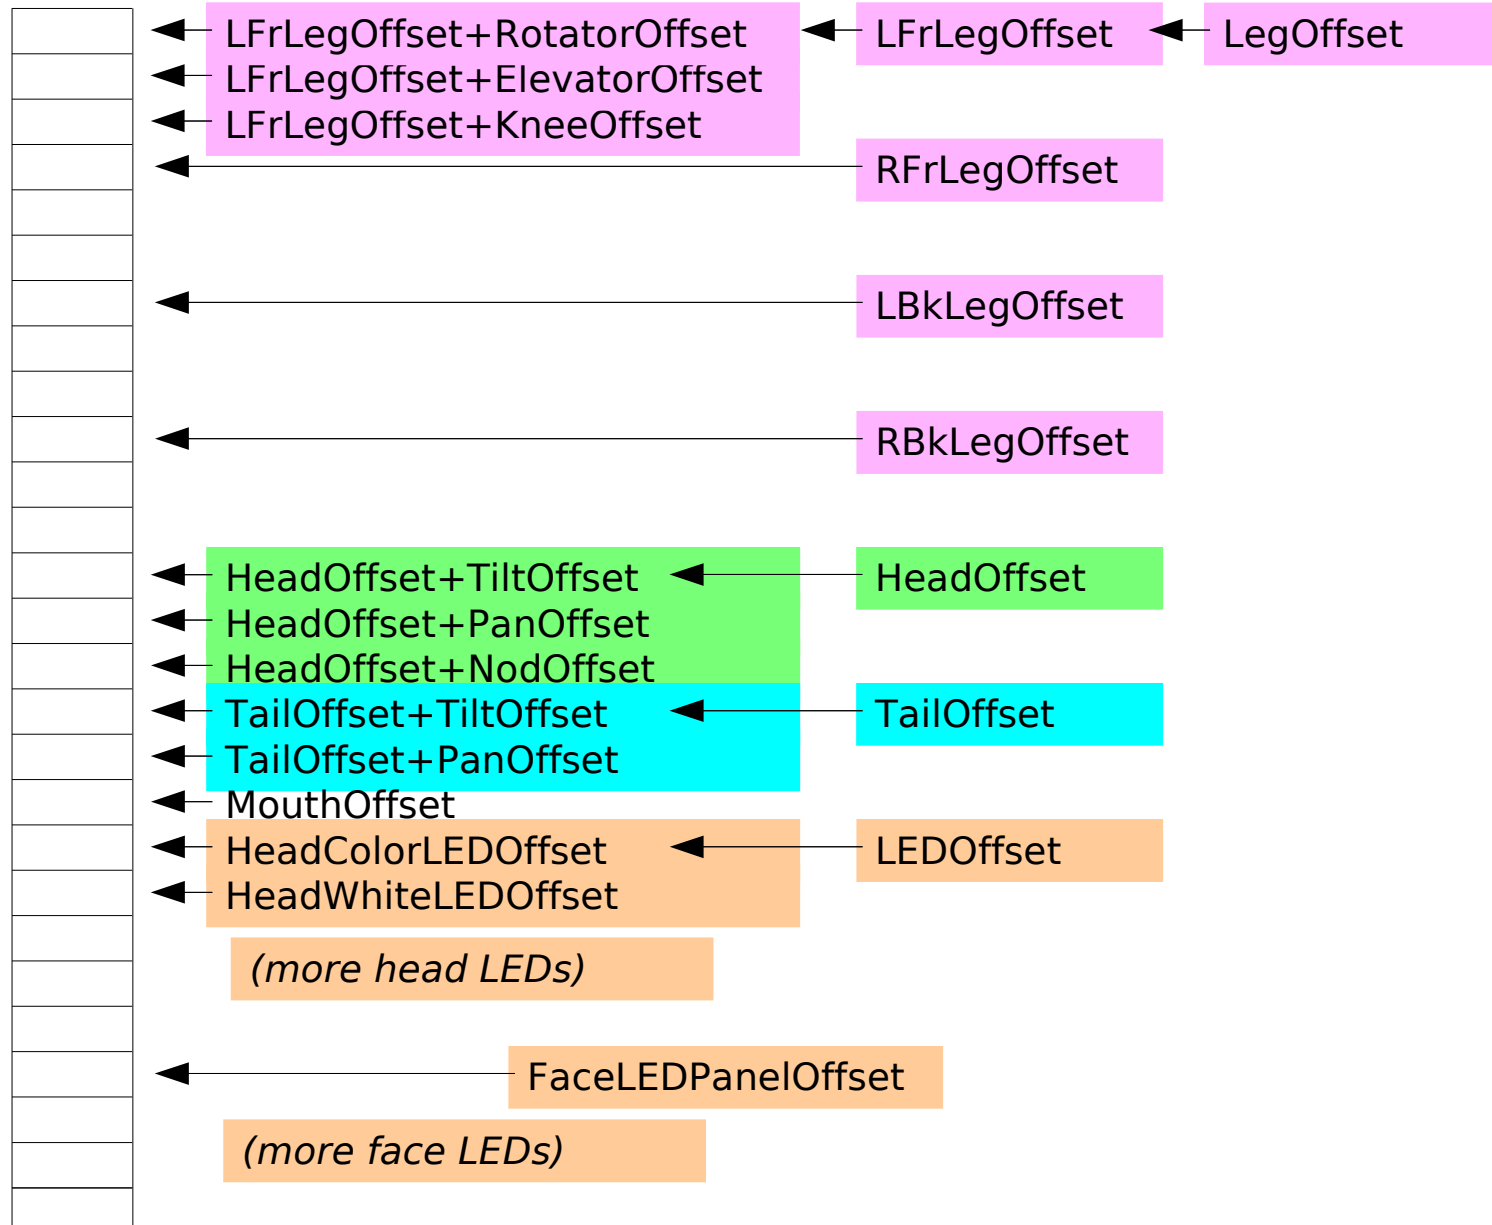 LFrLegOffset+RotatorOffset LFrLegOffset LegOffset
LFrLegOffset+ElevatorOffset
LFrLegOffset+KneeOffset
RFrLegOffset
LBkLegOffset
RBkLegOffset
HeadOffset+TiltOffset HeadOffset
HeadOffset+PanOffset
HeadOffset+NodOffset
TailOffset+TiltOffset TailOffset
TailOffset+PanOffset
MouthOffset
HeadColorLEDOffset LEDOffset
HeadWhiteLEDOffset
(more head LEDs)
FaceLEDPanelOffset
(more face LEDs)